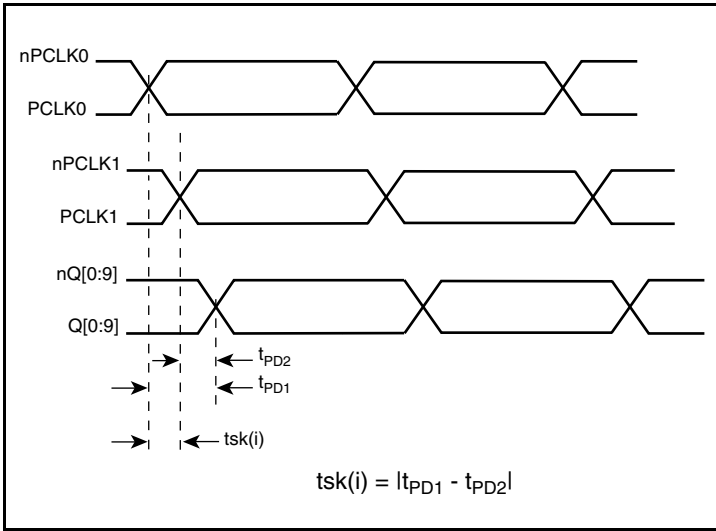 nPCLK0
PCLK0
nPCLK1
PCLK1
nQ[0:9]
Q[0:9]
tPD2
tPD1
tsk(i)
tsk(i) = |tPD1 - tPD2|